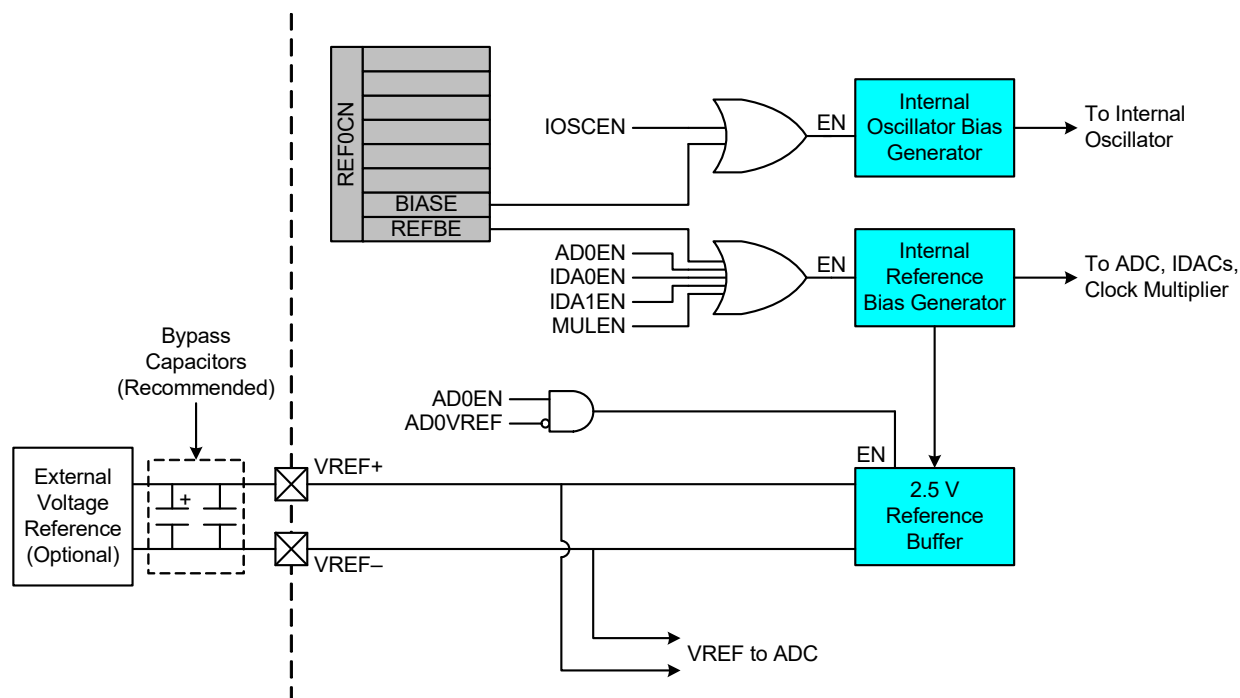 REF0CN
BIASE
REFBE
IOSCEN
EN
Internal
Oscillator Bias
Generator
To Internal
Oscillator
AD0EN
IDA0EN
IDA1EN
MULEN
EN
Internal
Reference
Bias Generator
To ADC, IDACs,
Clock Multiplier
Bypass
Capacitors
(Recommended)
AD0EN
AD0VREF
EN
External
Voltage
Reference
(Optional)
+
VREF+
VREF–
2.5 V
Reference
Buffer
VREF to ADC